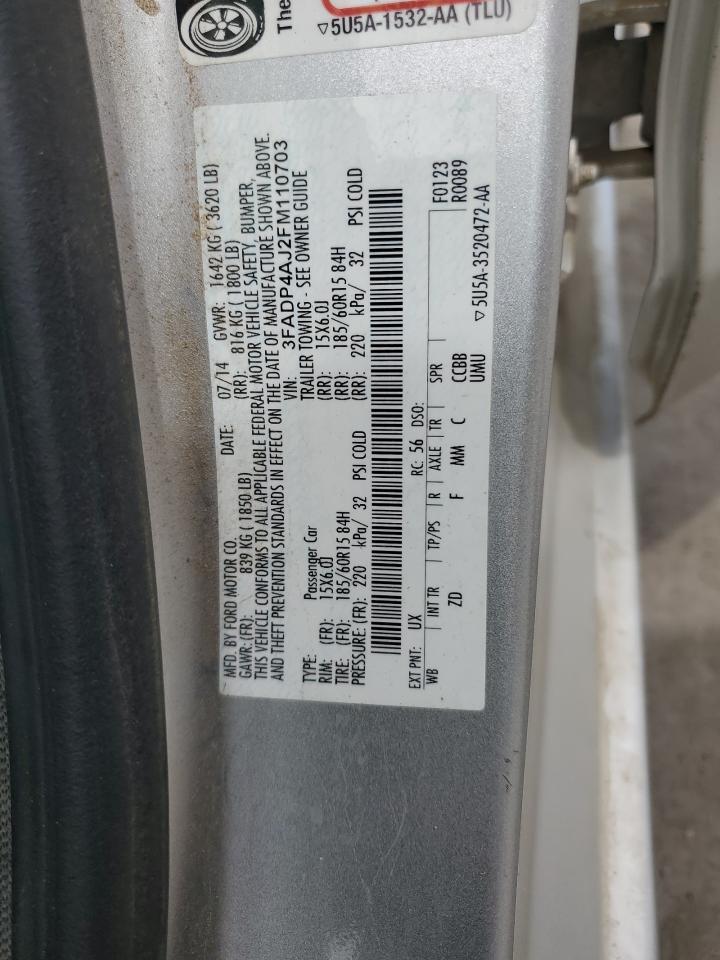 The
▽5U5A-1532-AA (TLU)
MFD. BY FORD MOTOR CO. DATE: 07/14 GVWR: 1642 KG ( 3620 LB)
GAWR: (FR): 839 KG ( 1850 LB) (RR): 816 KG ( 1800 LB)
THIS VEHICLE CONFORMS TO ALL APPLICABLE FEDERAL MOTOR VEHICLE SAFETY, BUMPER,
AND THEFT PREVENTION STANDARDS IN EFFECT ON THE DATE OF MANUFACTURE SHOWN ABOVE.
VIN: 3FADP4AJ2FM110703
TYPE: Passenger Car TRAILER TOWING - SEE OWNER GUIDE
RIM: (FR): 15X6.0J (RR): 15X6.0J
TIRE: (FR): 185/60R15 84H (RR): 185/60R15 84H
PRESSURE: (FR): 220 kPa/ 32 PSI COLD (RR): 220 kPa/ 32 PSI COLD
EXT PNT: UX RC: 56 DSO: F0123
WB INT TR TP/PS R AXLE TR SPR R0089
ZD F MM C CCBB
UMU
▽5U5A-3520472-AA